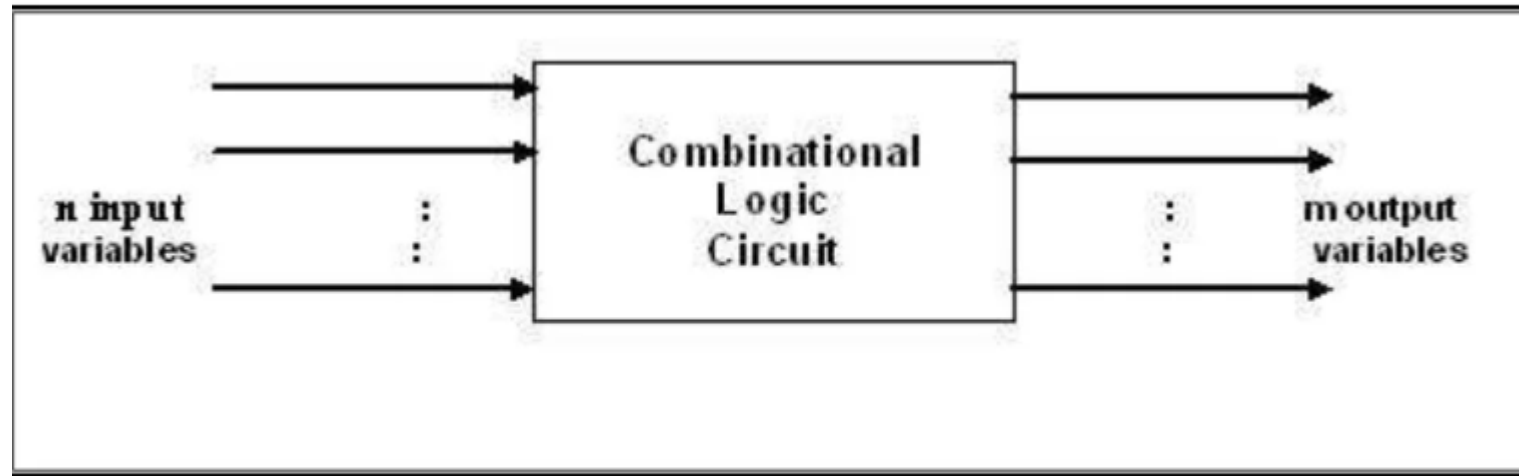 n input
variables
:
:
Combinational
Logic
Circuit
:
:
m output
variables